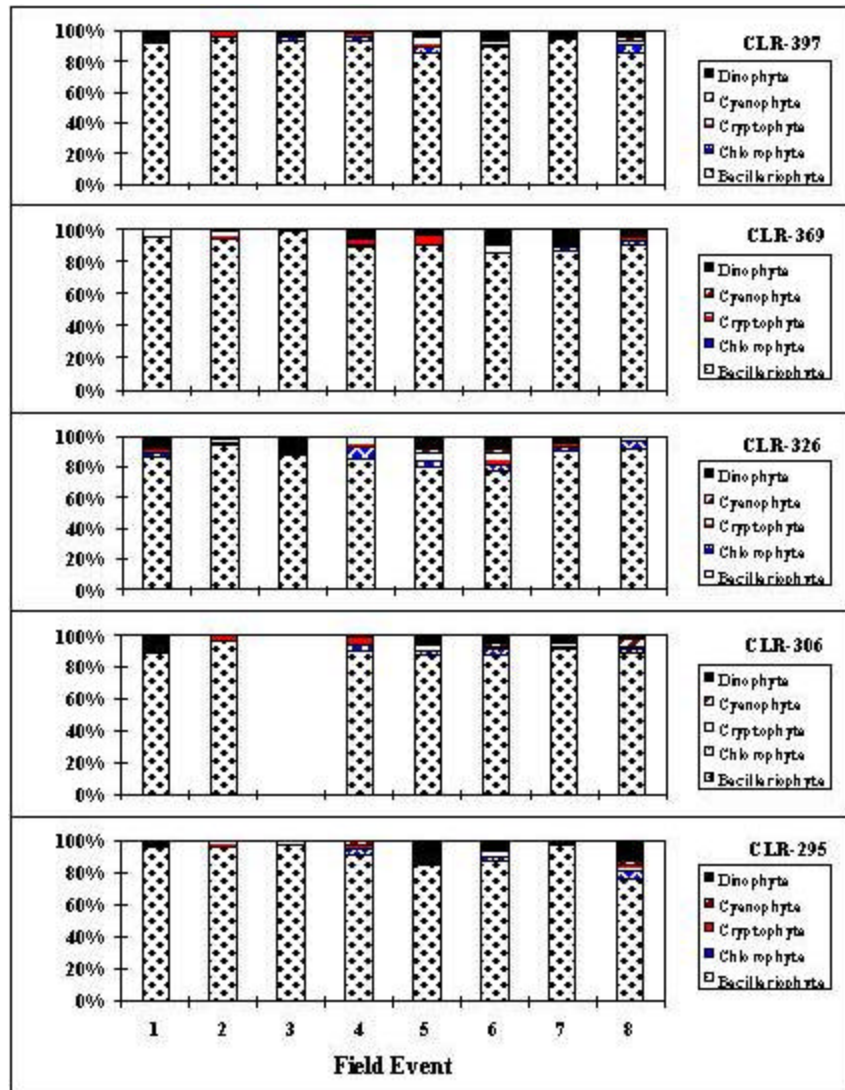 100%
80%
60%
40%
20%
0%
CLR-397
Dinophyta
Cyanophyta
Cryptophyta
Chlorophyta
Bacillariophyta
100%
80%
60%
40%
20%
0%
CLR-369
Dinophyta
Cyanophyta
Cryptophyta
Chlorophyta
Bacillariophyta
100%
80%
60%
40%
20%
0%
CLR-326
Dinophyta
Cyanophyta
Cryptophyta
Chlorophyta
Bacillariophyta
100%
80%
60%
40%
20%
0%
CLR-306
Dinophyta
Cyanophyta
Cryptophyta
Chlorophyta
Bacillariophyta
100%
80%
60%
40%
20%
0%
CLR-295
Dinophyta
Cyanophyta
Cryptophyta
Chlorophyta
Bacillariophyta
1 2 3 4 5 6 7 8
Field Event